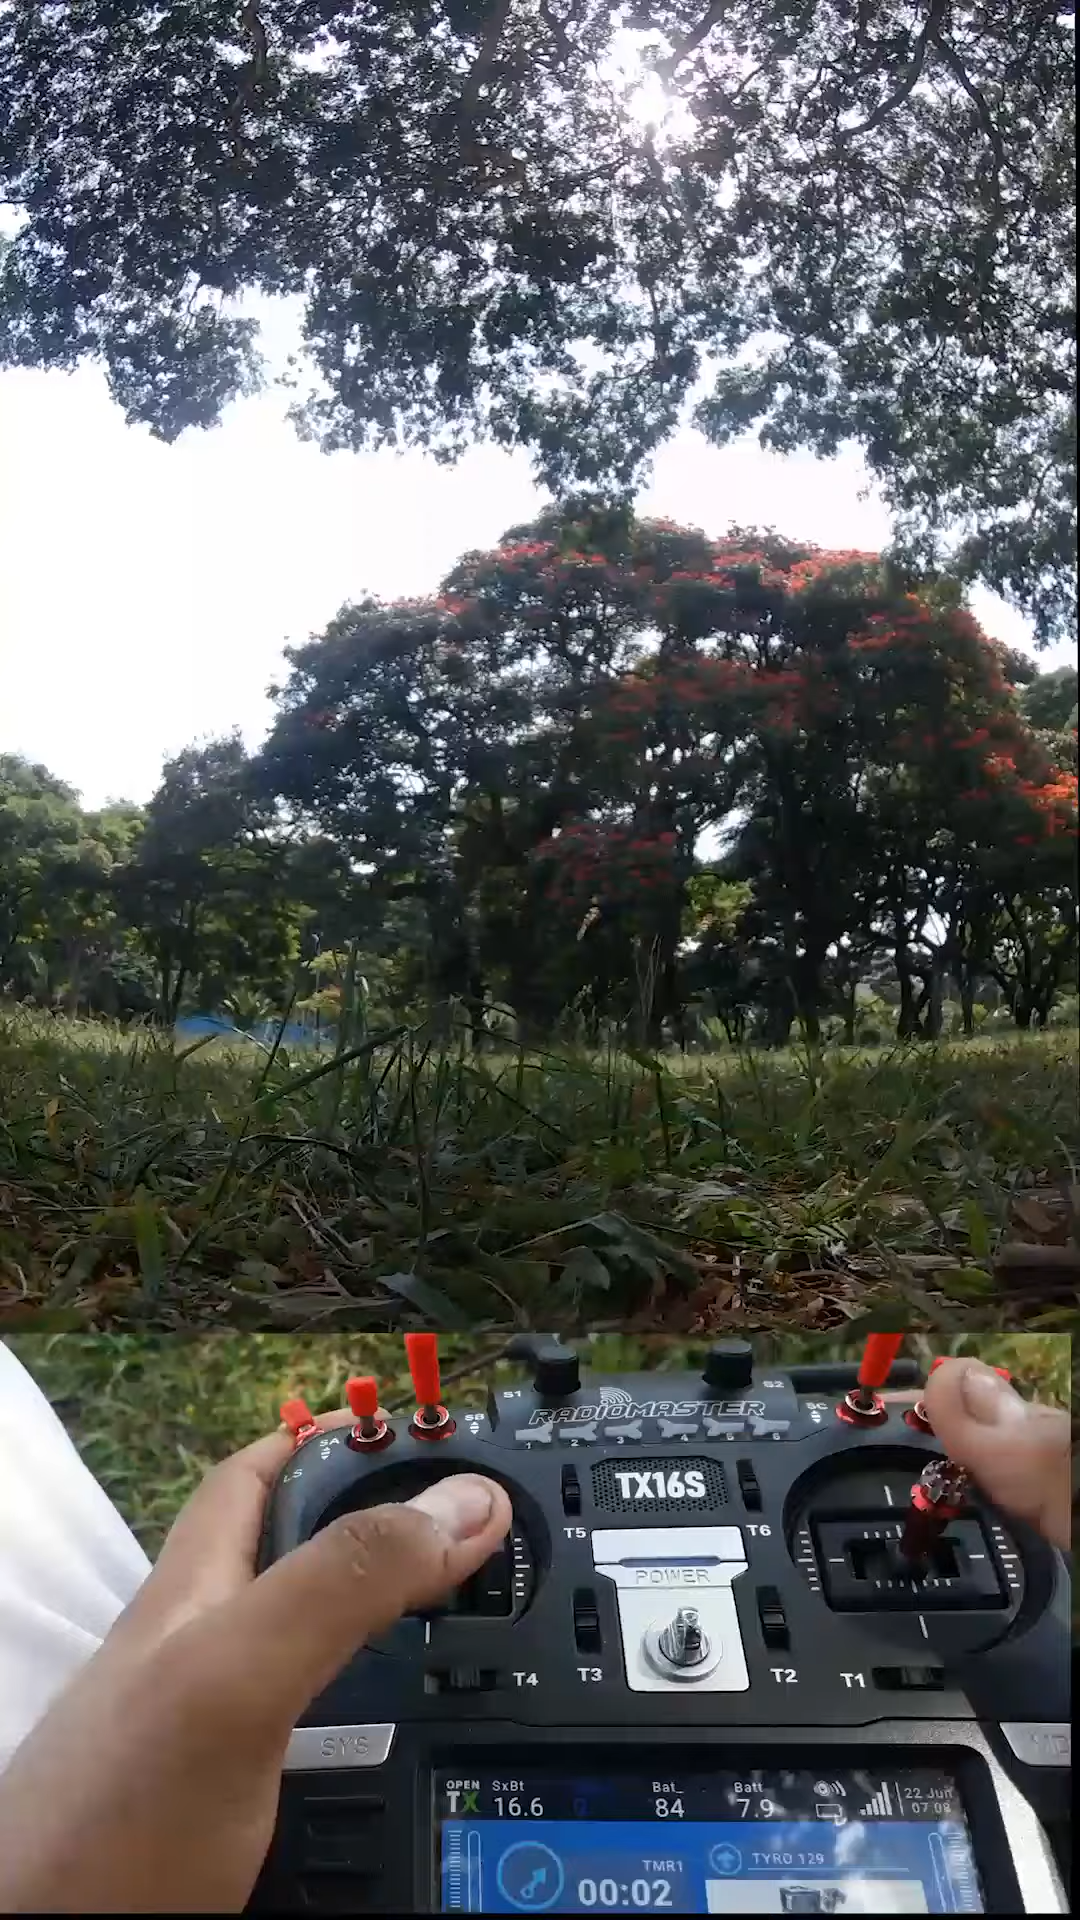 S1
S2
RADIOMASTER
1 2 3 4 5 6
SA
SB
SC
LS
TX16S
T5
T6
POWER
T4
T3
T2
T1
SYS
OPEN
TX
SxBt
16.6
Bat_
84
Batt
7.9
22 Jun
07:08
TMR1
00:02
TYRO 129